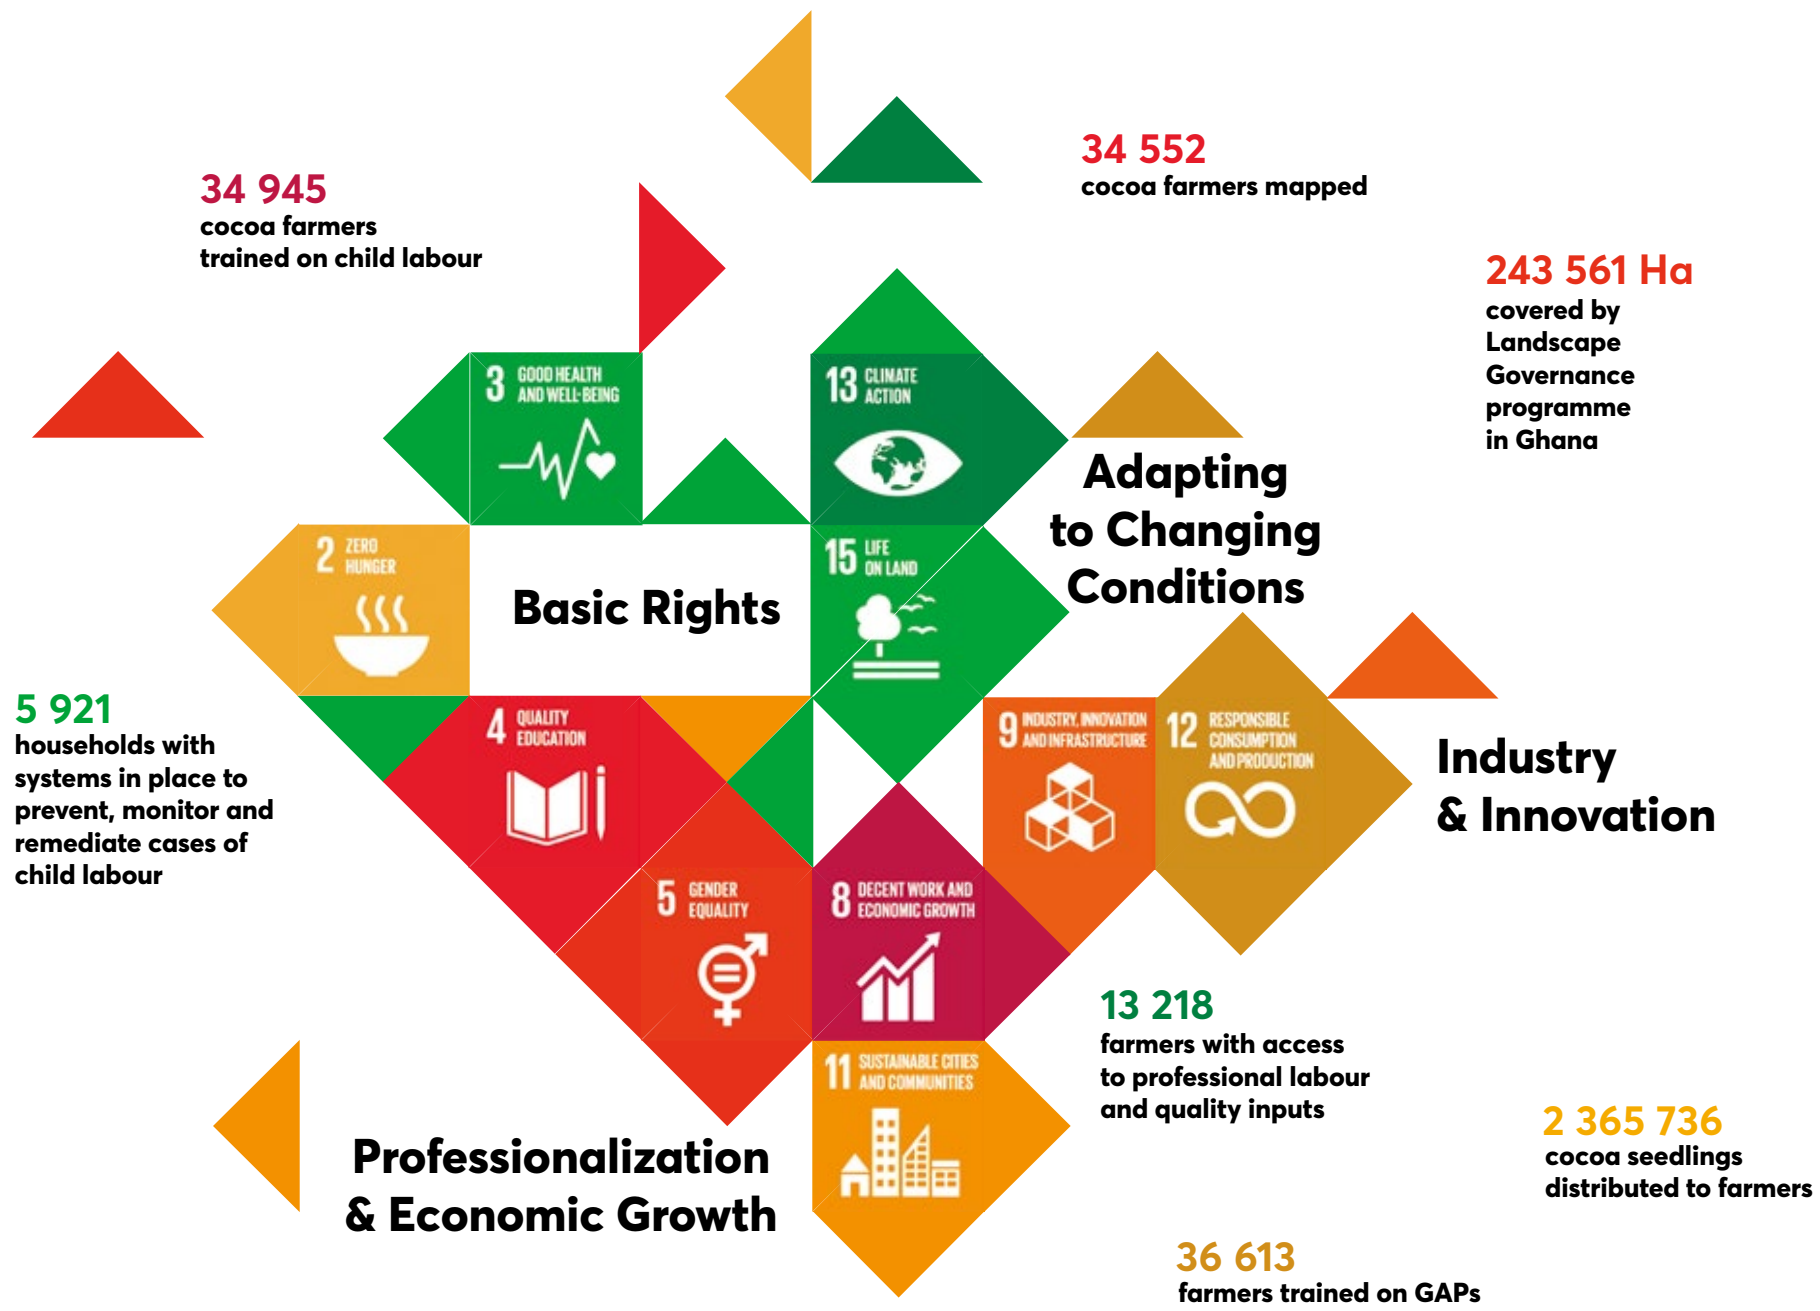 34 945
cocoa farmers
trained on child labour
34 552
cocoa farmers mapped
243 561 Ha
covered by
Landscape
Governance
programme
in Ghana
3 GOOD HEALTH
AND WELL-BEING
13 CLIMATE
ACTION
Adapting
to Changing
Conditions
2 ZERO
HUNGER
Basic Rights
15 LIFE
ON LAND
5 921
households with
systems in place to
prevent, monitor and
remediate cases of
child labour
4 QUALITY
EDUCATION
9 INDUSTRY, INNOVATION
AND INFRASTRUCTURE
12 RESPONSIBLE
CONSUMPTION
AND PRODUCTION
Industry
& Innovation
5 GENDER
EQUALITY
8 DECENT WORK AND
ECONOMIC GROWTH
13 218
farmers with access
to professional labour
and quality inputs
11 SUSTAINABLE CITIES
AND COMMUNITIES
Professionalization
& Economic Growth
2 365 736
cocoa seedlings
distributed to farmers
36 613
farmers trained on GAPs